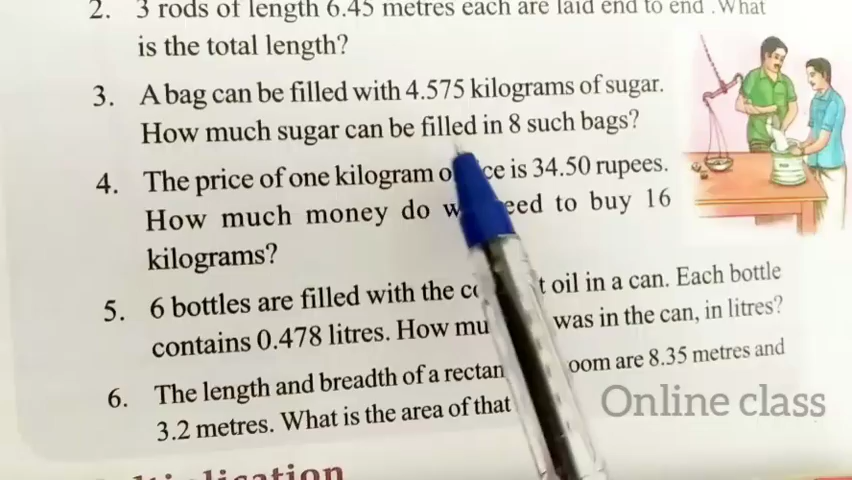 2. 3 rods of length 6.45 metres each are laid end to end .What
is the total length?
3. A bag can be filled with 4.575 kilograms of sugar.
How much sugar can be filled in 8 such bags?
4. The price of one kilogram o ce is 34.50 rupees.
How much money do w eed to buy 16
kilograms?
5. 6 bottles are filled with the co t oil in a can. Each bottle
contains 0.478 litres. How mu was in the can, in litres?
6. The length and breadth of a rectan oom are 8.35 metres and
3.2 metres. What is the area of that
Online class